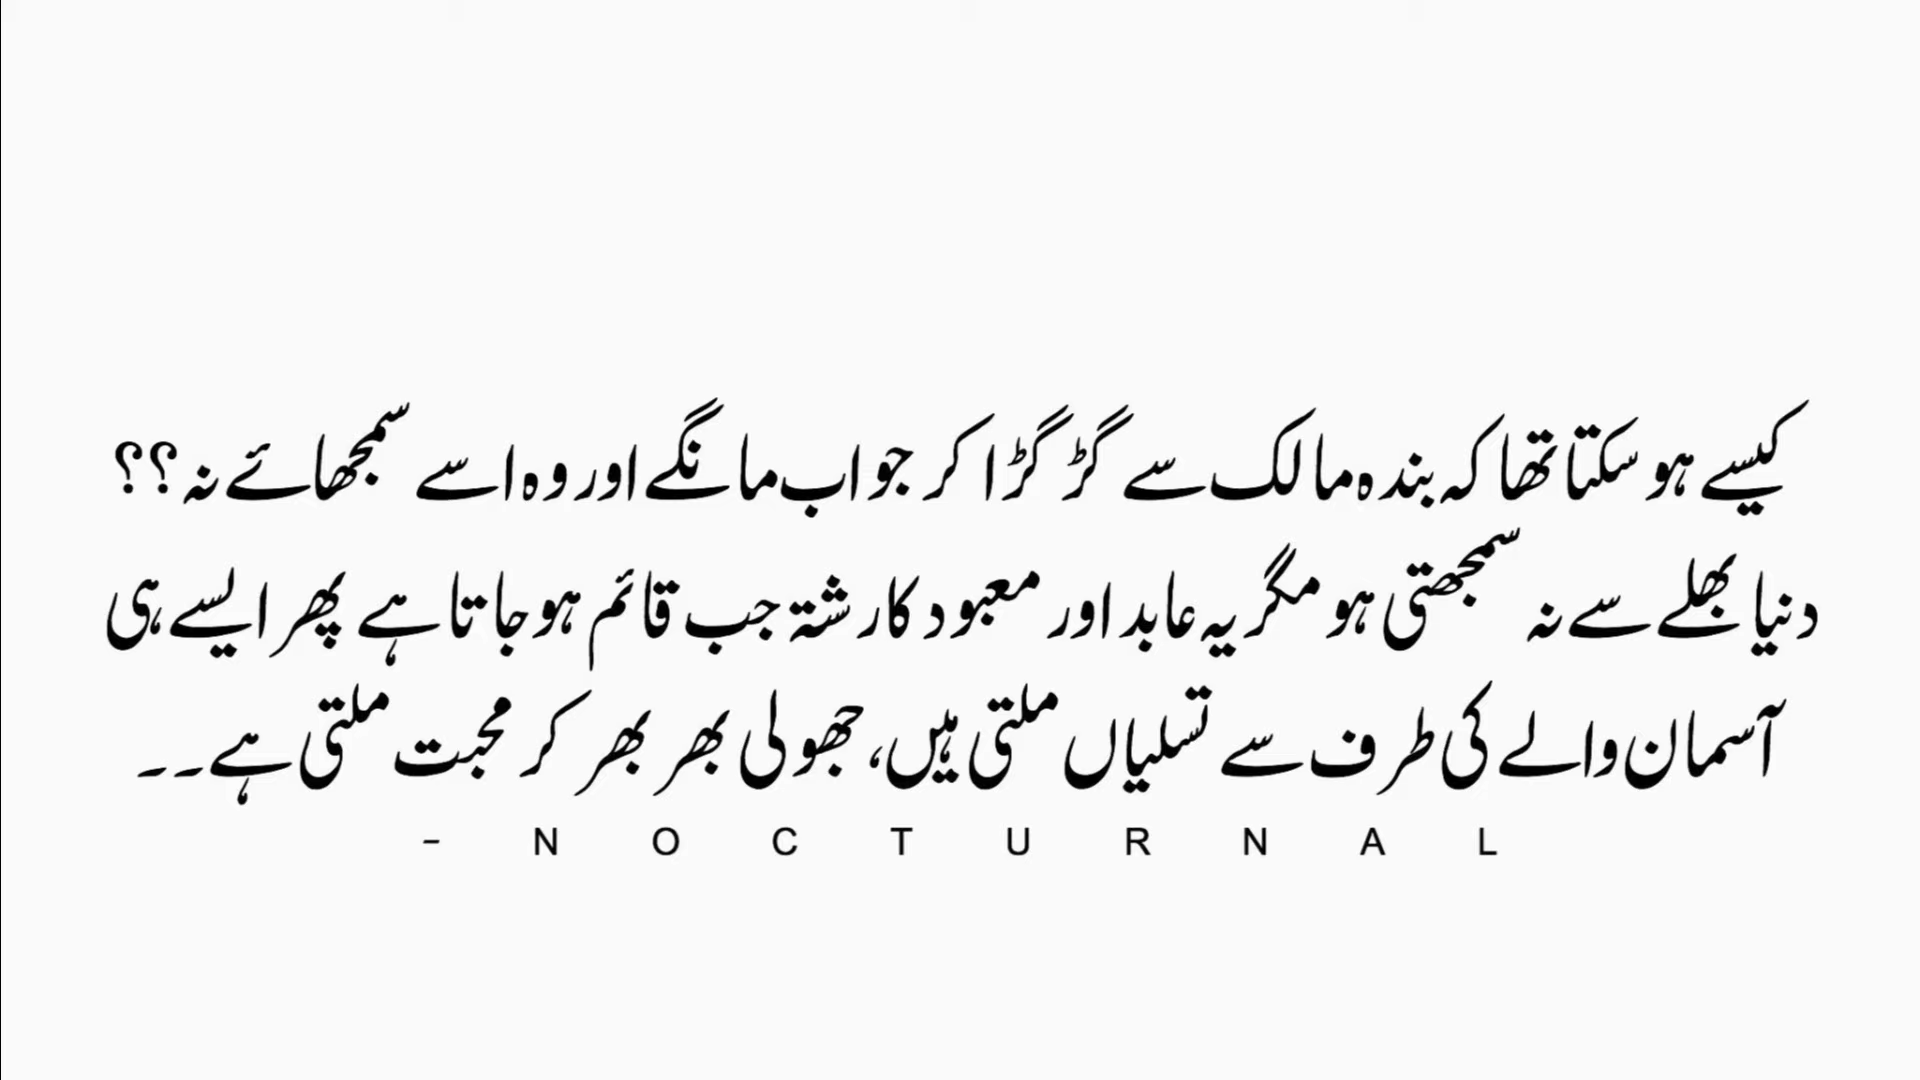 کیسے ہو سکتا تھا کہ بندہ مالک سے گڑگڑا کر جواب مانگے اور وہ اسے سمجھائے نہ؟؟
دنیا بھلے سے نہ سمجھتی ہو مگر یہ عابد اور معبود کا رشتہ جب قائم ہو جاتا ہے پھر ایسے ہی
آسمان والے کی طرف سے تسلیاں ملتی ہیں، جھولی بھر بھر کر محبت ملتی ہے۔۔
- N O C T U R N A L